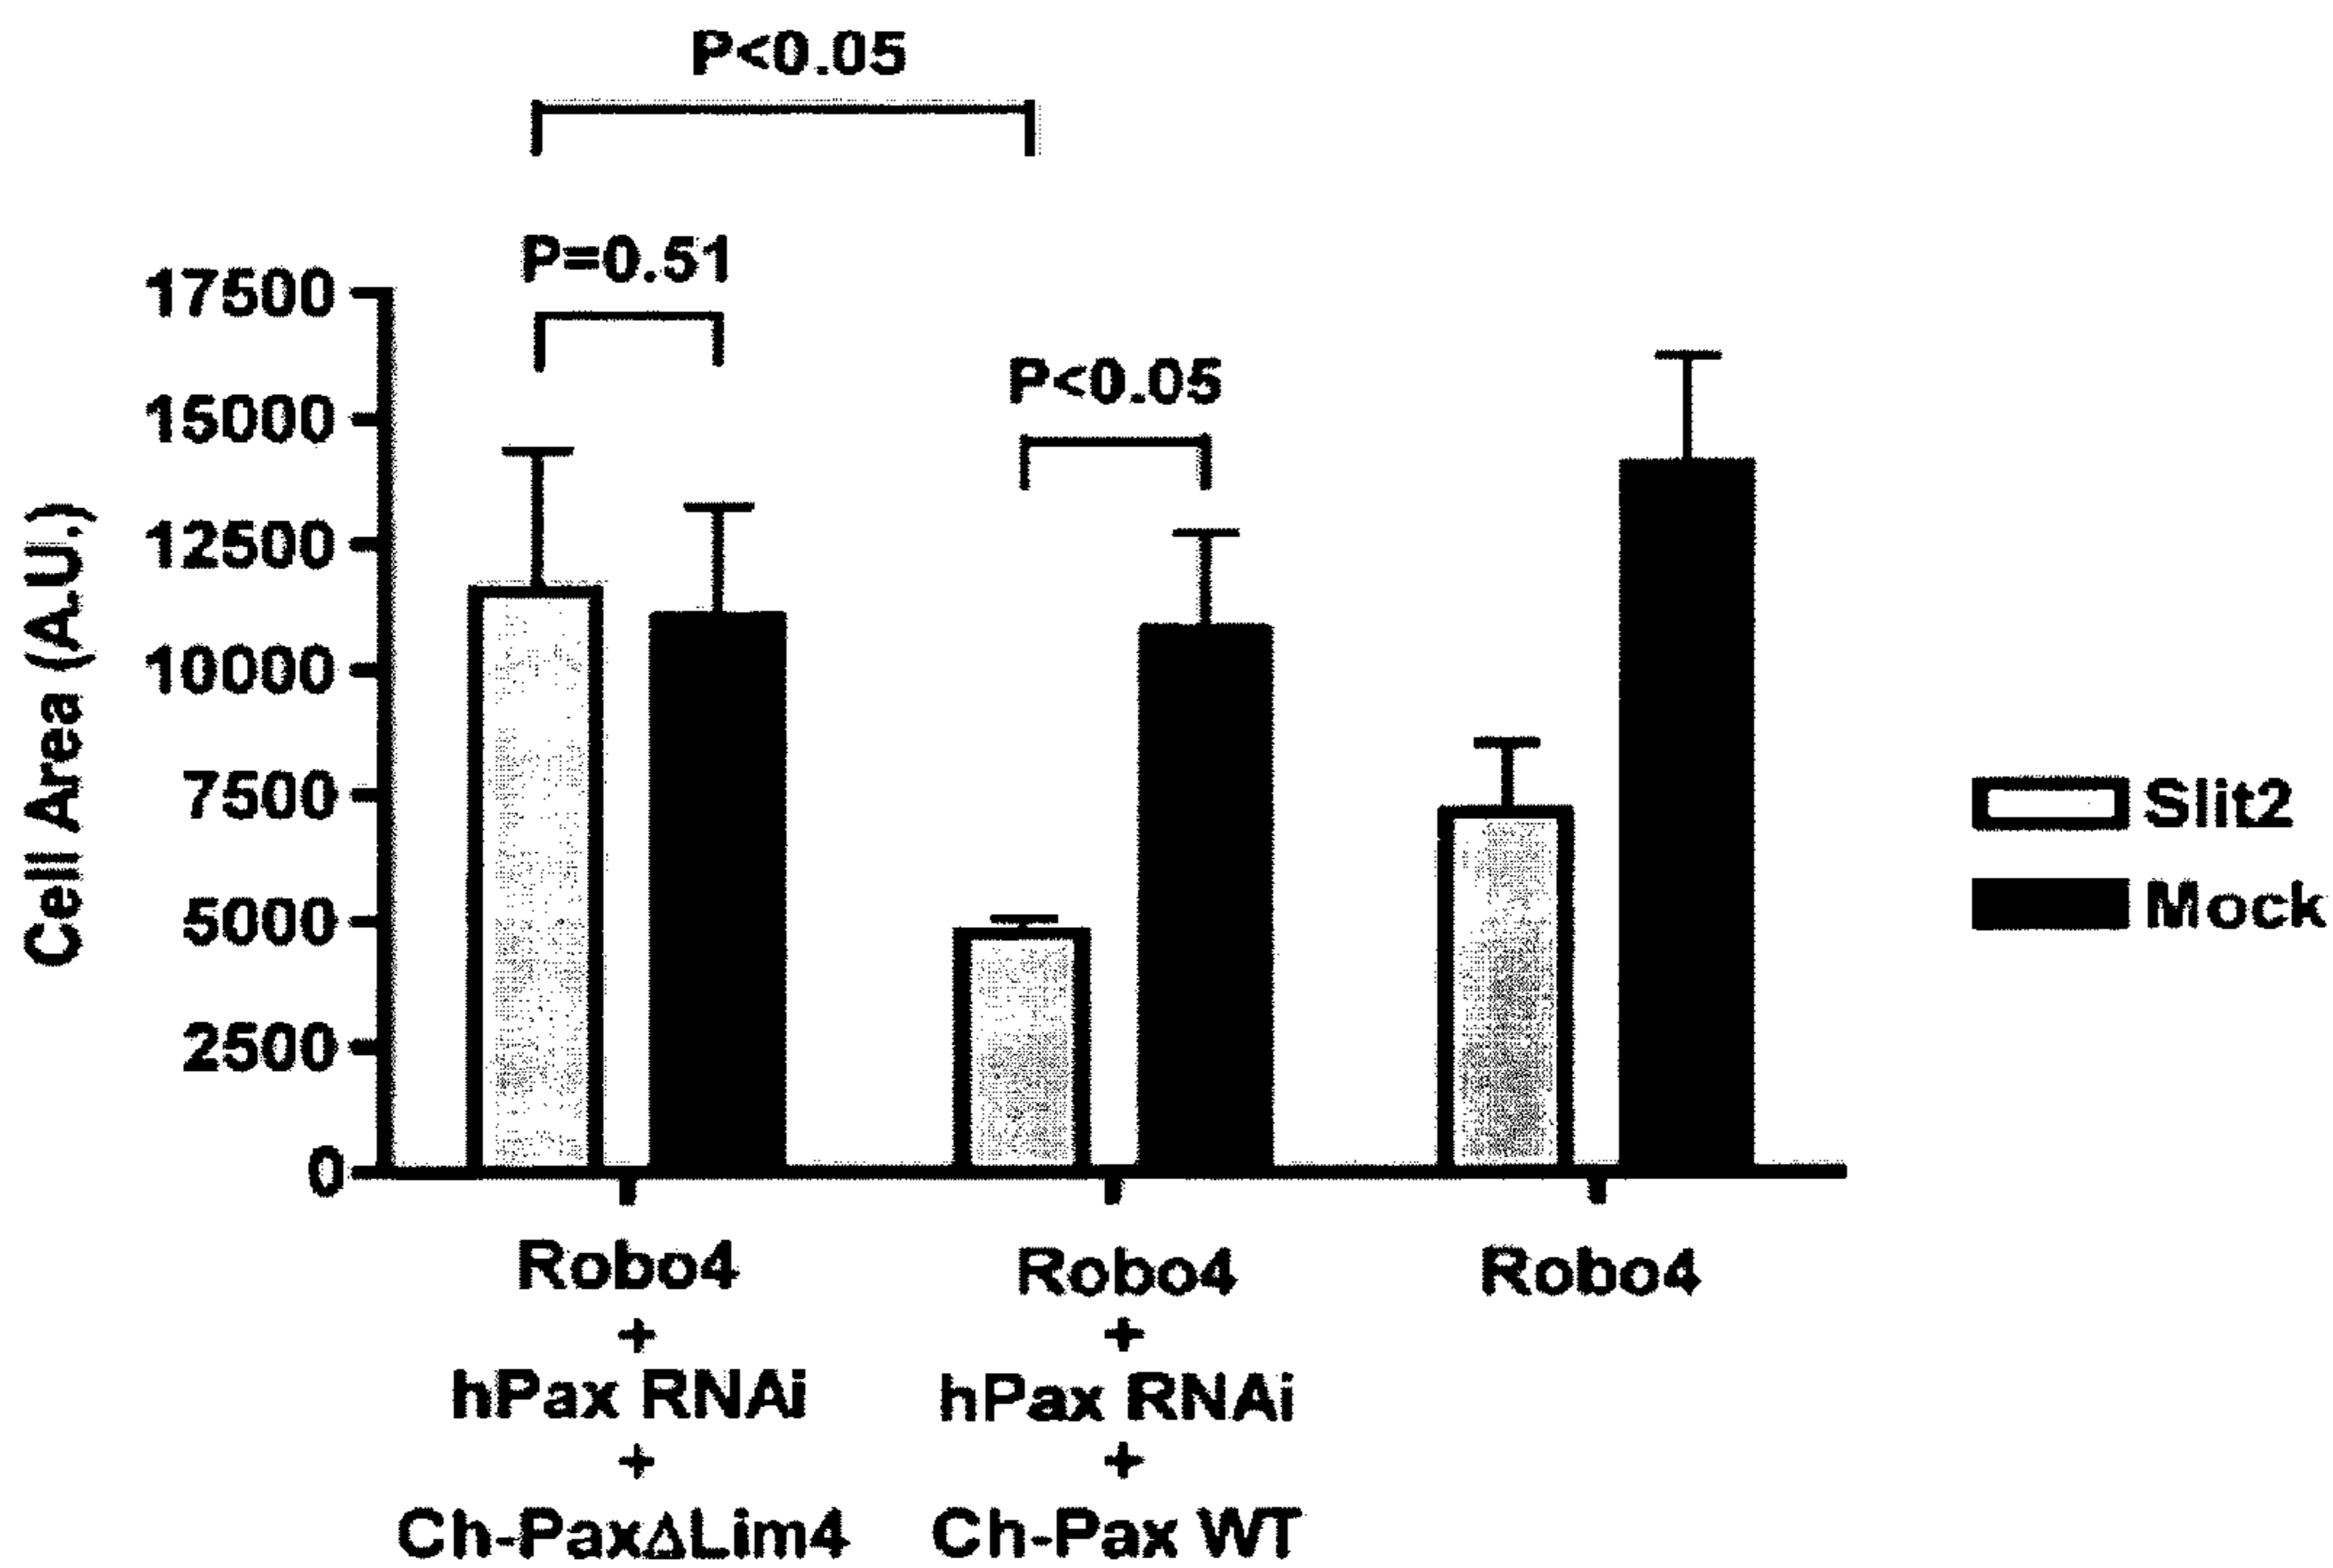 P<0.05
P=0.51
P<0.05
17500
15000
12500
10000
7500
5000
2500
0
Cell Area (A.U.)
Slit2
Mock
Robo4
+
hPax RNAi
+
Ch-PaxΔLim4
Robo4
+
hPax RNAi
+
Ch-Pax WT
Robo4